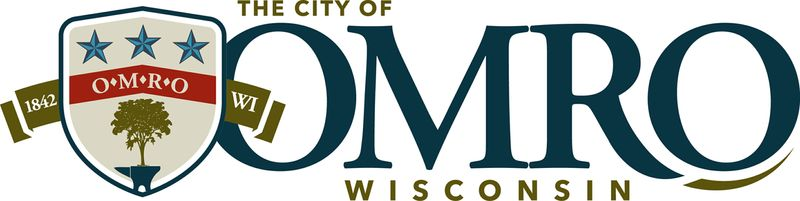 THE CITY OF
OMRO
WISCONSIN
O♦M♦R♦O
1842
WI